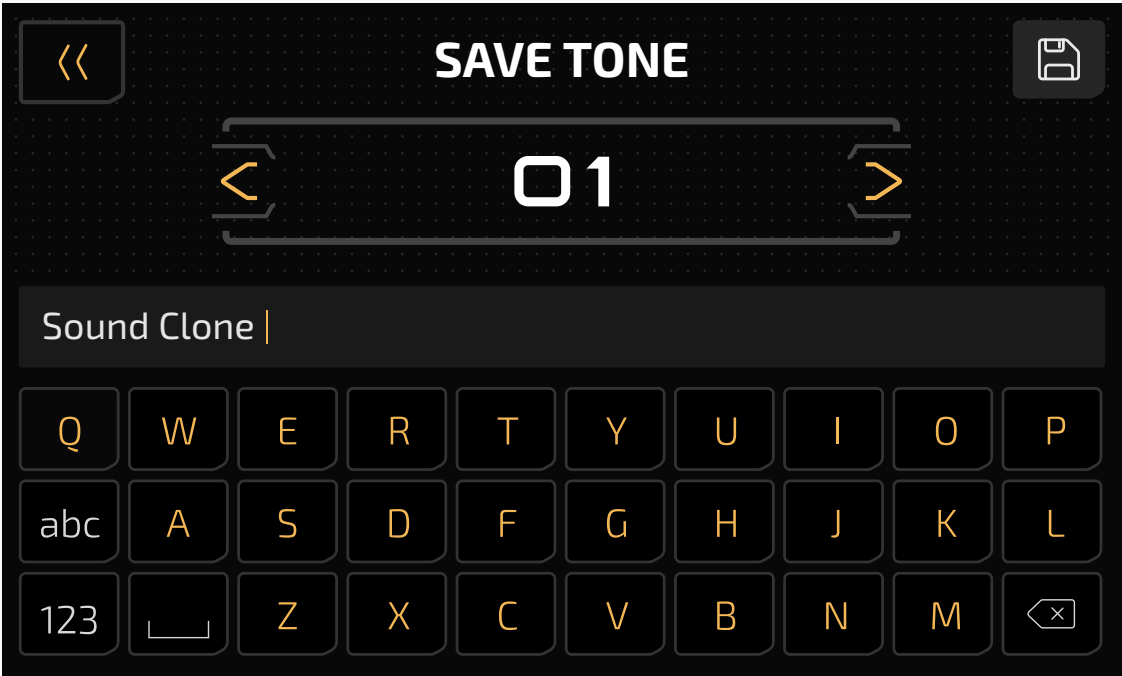 SAVE TONE
01
Sound Clone
Q W E R T Y U I O P
abc A S D F G H J K L
123 Z X C V B N M